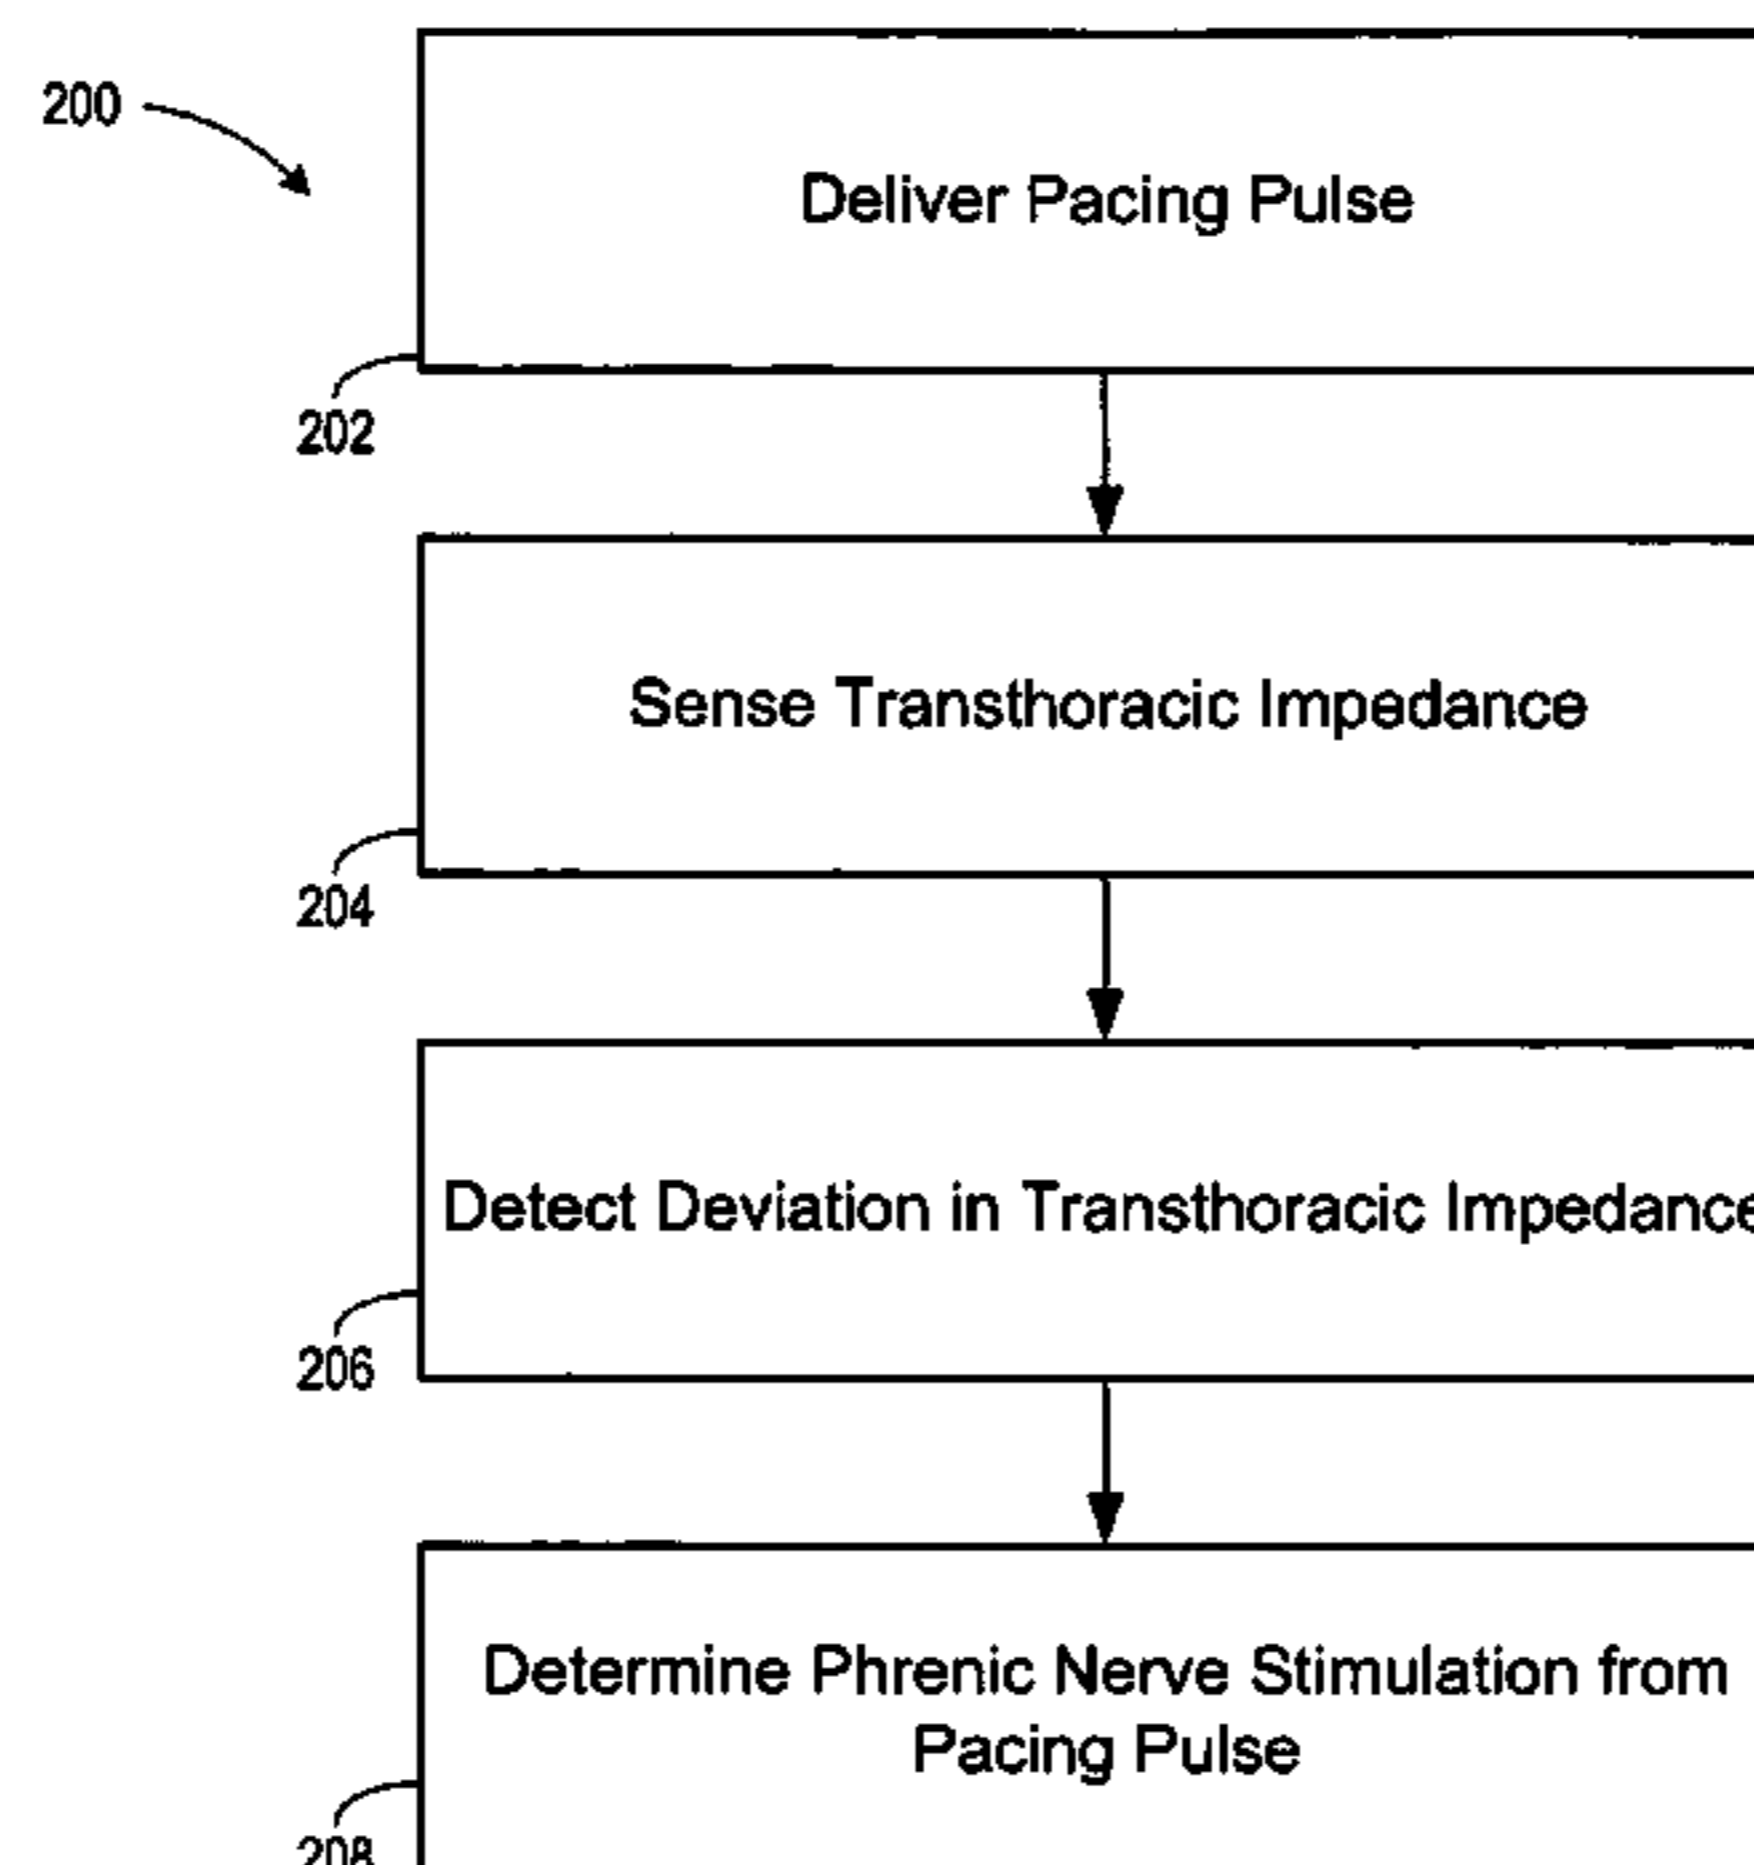 200
Deliver Pacing Pulse
202
Sense Transthoracic Impedance
204
Detect Deviation in Transthoracic Impedance
206
Determine Phrenic Nerve Stimulation from
Pacing Pulse
208